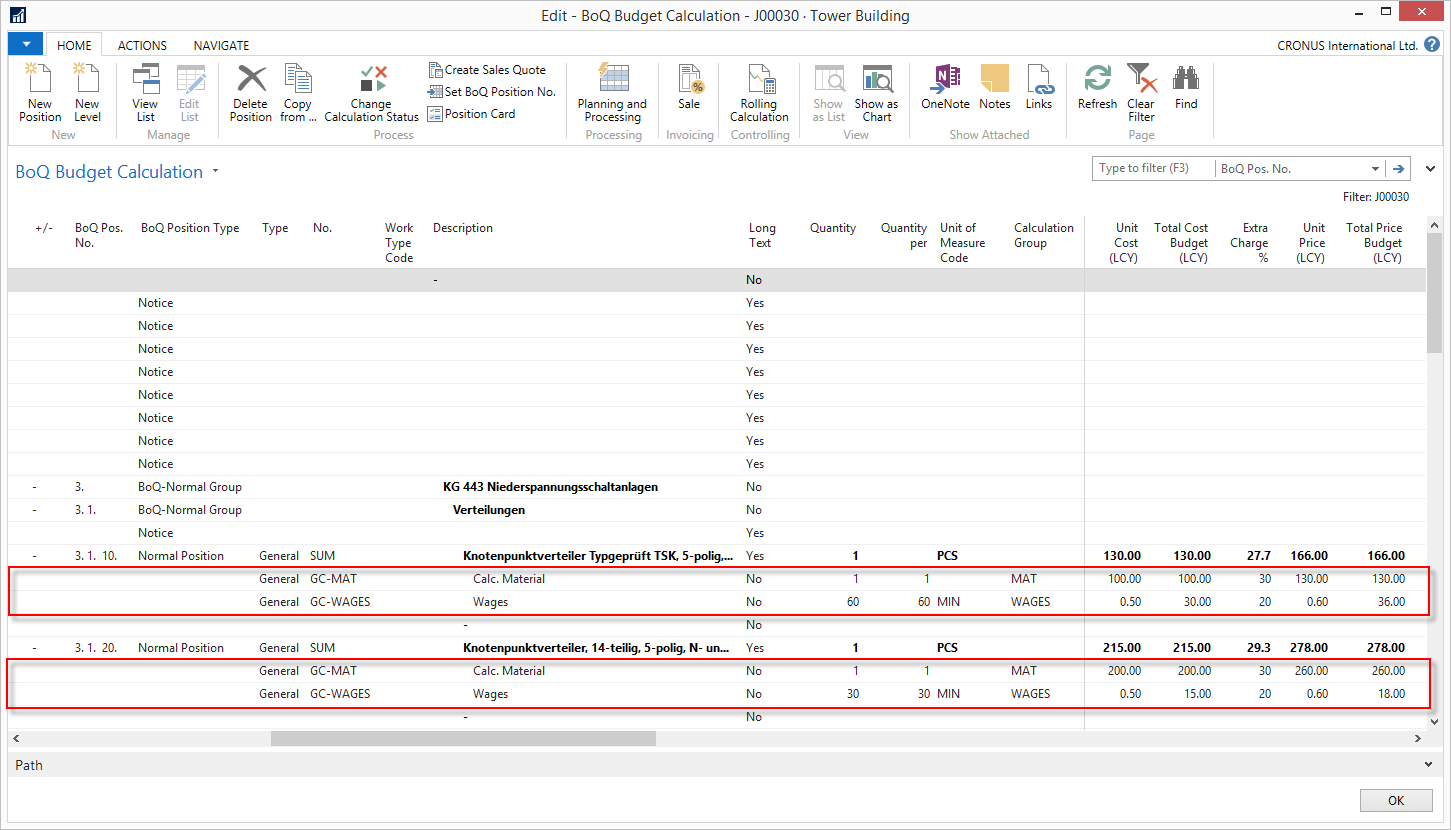 Edit - BoQ Budget Calculation - J00030 · Tower Building
HOME ACTIONS NAVIGATE CRONUS International Ltd.
New Position New Level View List Edit List Delete Position Copy from ... Change Calculation Status Create Sales Quote Set BoQ Position No. Position Card Planning and Processing Sale Rolling Calculation Show as List Show as Chart OneNote Notes Links Refresh Clear Filter Find
New Manage Process Processing Invoicing Controlling View Show Attached Page
BoQ Budget Calculation Type to filter (F3) BoQ Pos. No.
Filter: J00030
+/- BoQ Pos. No. BoQ Position Type Type No. Work Type Code Description Long Text Quantity Quantity per Unit of Measure Code Calculation Group Unit Cost (LCY) Total Cost Budget (LCY) Extra Charge % Unit Price (LCY) Total Price Budget (LCY)
- No
Notice Yes
Notice Yes
Notice Yes
Notice Yes
Notice Yes
Notice Yes
Notice Yes
Notice Yes
- 3. BoQ-Normal Group KG 443 Niederspannungsschaltanlagen No
- 3. 1. BoQ-Normal Group Verteilungen No
Notice Yes
- 3. 1. 10. Normal Position General SUM Knotenpunktverteiler Typgeprüft TSK, 5-polig,... Yes 1 PCS 130.00 130.00 27.7 166.00 166.00
General GC-MAT Calc. Material No 1 1 MAT 100.00 100.00 30 130.00 130.00
General GC-WAGES Wages No 60 60 MIN WAGES 0.50 30.00 20 0.60 36.00
- No
- 3. 1. 20. Normal Position General SUM Knotenpunktverteiler, 14-teilig, 5-polig, N- un... Yes 1 PCS 215.00 215.00 29.3 278.00 278.00
General GC-MAT Calc. Material No 1 1 MAT 200.00 200.00 30 260.00 260.00
General GC-WAGES Wages No 30 30 MIN WAGES 0.50 15.00 20 0.60 18.00
- No
Path
OK